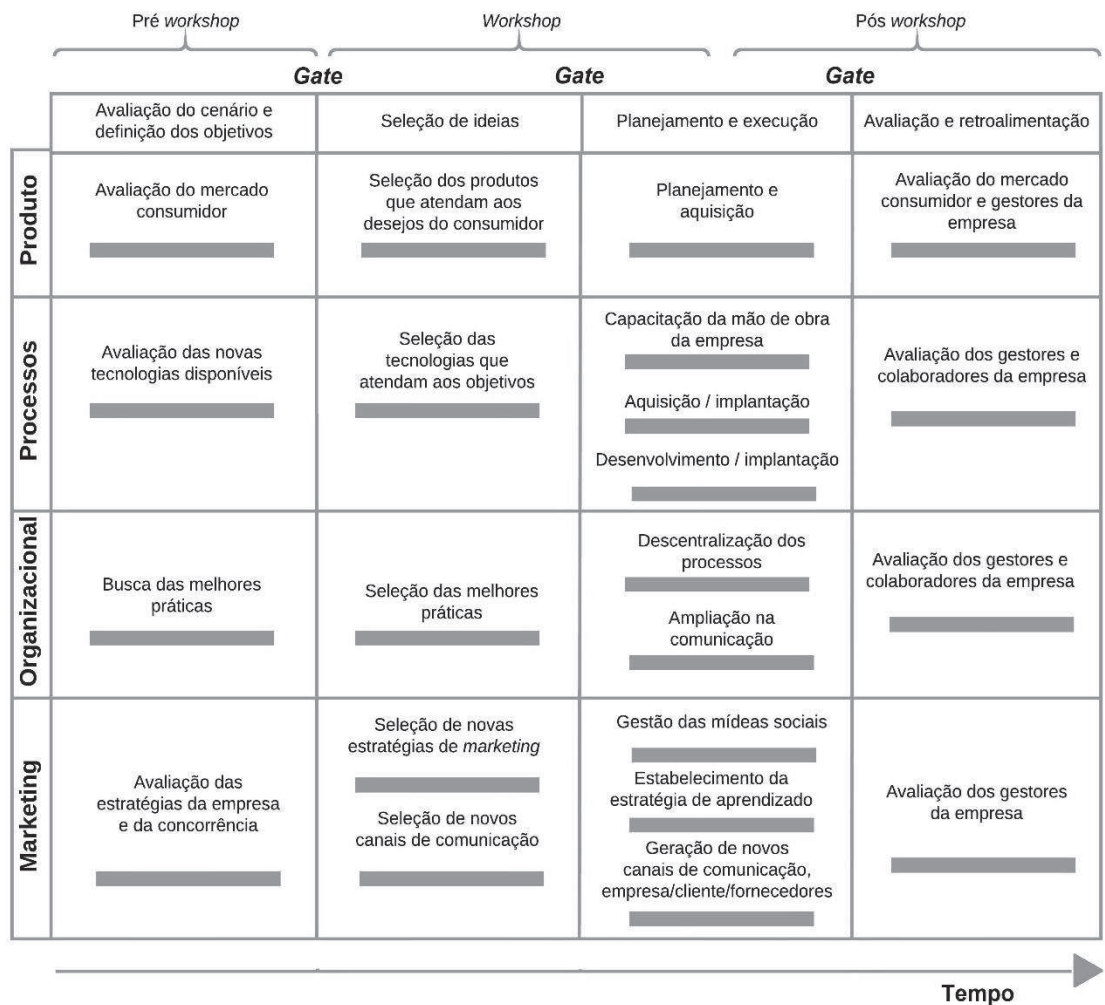 Pré workshop
Workshop
Pós workshop
Gate
Gate
Gate
Avaliação do cenário e
definição dos objetivos
Seleção de ideias
Planejamento e execução
Avaliação e retroalimentação
Produto
Avaliação do mercado
consumidor
Seleção dos produtos
que atendam aos
desejos do consumidor
Planejamento e
aquisição
Avaliação do mercado
consumidor e gestores da
empresa
Processos
Avaliação das novas
tecnologias disponíveis
Seleção das
tecnologias que
atendam aos objetivos
Capacitação da mão de obra
da empresa
Aquisição / implantação
Desenvolvimento / implantação
Avaliação dos gestores e
colaboradores da empresa
Organizacional
Busca das melhores
práticas
Seleção das melhores
práticas
Descentralização dos
processos
Ampliação na
comunicação
Avaliação dos gestores e
colaboradores da empresa
Marketing
Avaliação das
estratégias da empresa
e da concorrência
Seleção de novas
estratégias de marketing
Seleção de novos
canais de comunicação
Gestão das mídeas sociais
Estabelecimento da
estratégia de aprendizado
Geração de novos
canais de comunicação,
empresa/cliente/fornecedores
Avaliação dos gestores
da empresa
Tempo